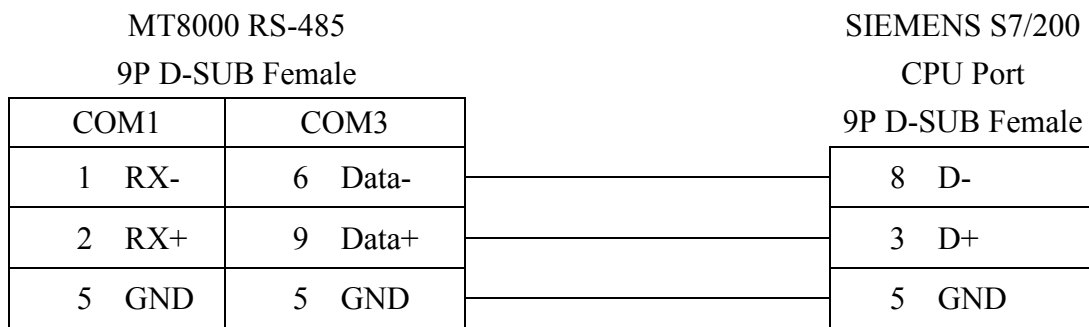 MT8000 RS-485 SIEMENS S7/200
9P D-SUB Female CPU Port
COM1 COM3 9P D-SUB Female
1 RX- 6 Data- 8 D-
2 RX+ 9 Data+ 3 D+
5 GND 5 GND 5 GND